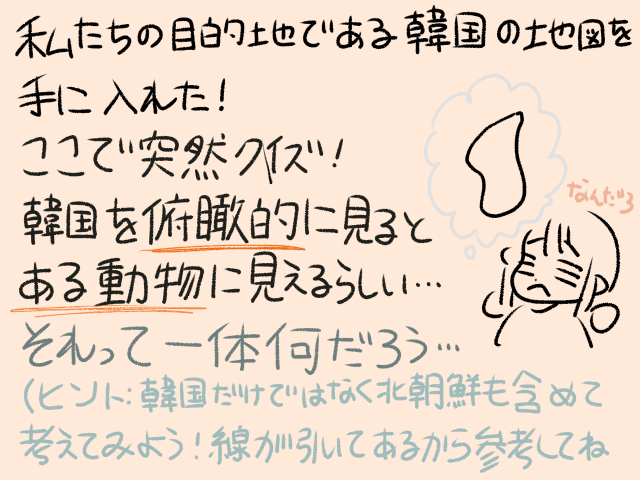 私たちの目的地である韓国の地図を
手に入れた!
ここで突然クイズ!
韓国を俯瞰的に見ると
ある動物に見えるらしい…
それって一体何だろう…
(ヒント:韓国だけではなく北朝鮮も含めて
考えてみよう!線が引いてあるから参考してね
なんだろ